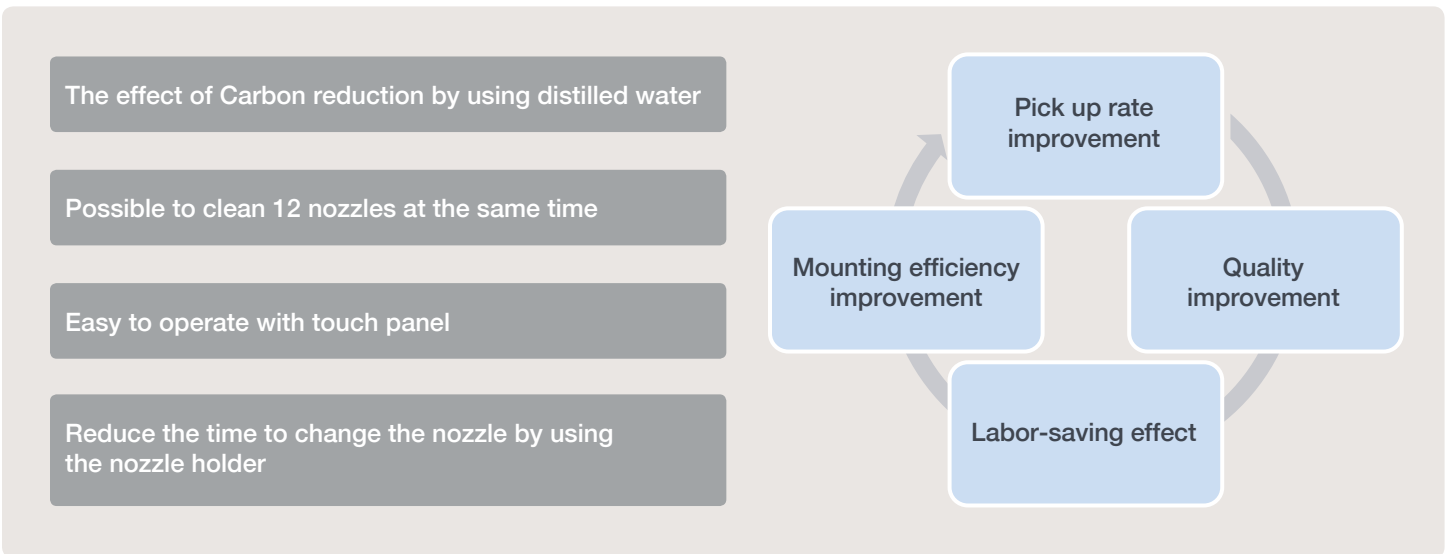 The effect of Carbon reduction by using distilled water
Possible to clean 12 nozzles at the same time
Easy to operate with touch panel
Reduce the time to change the nozzle by using
the nozzle holder
Pick up rate
improvement
Mounting efficiency
improvement
Quality
improvement
Labor-saving effect